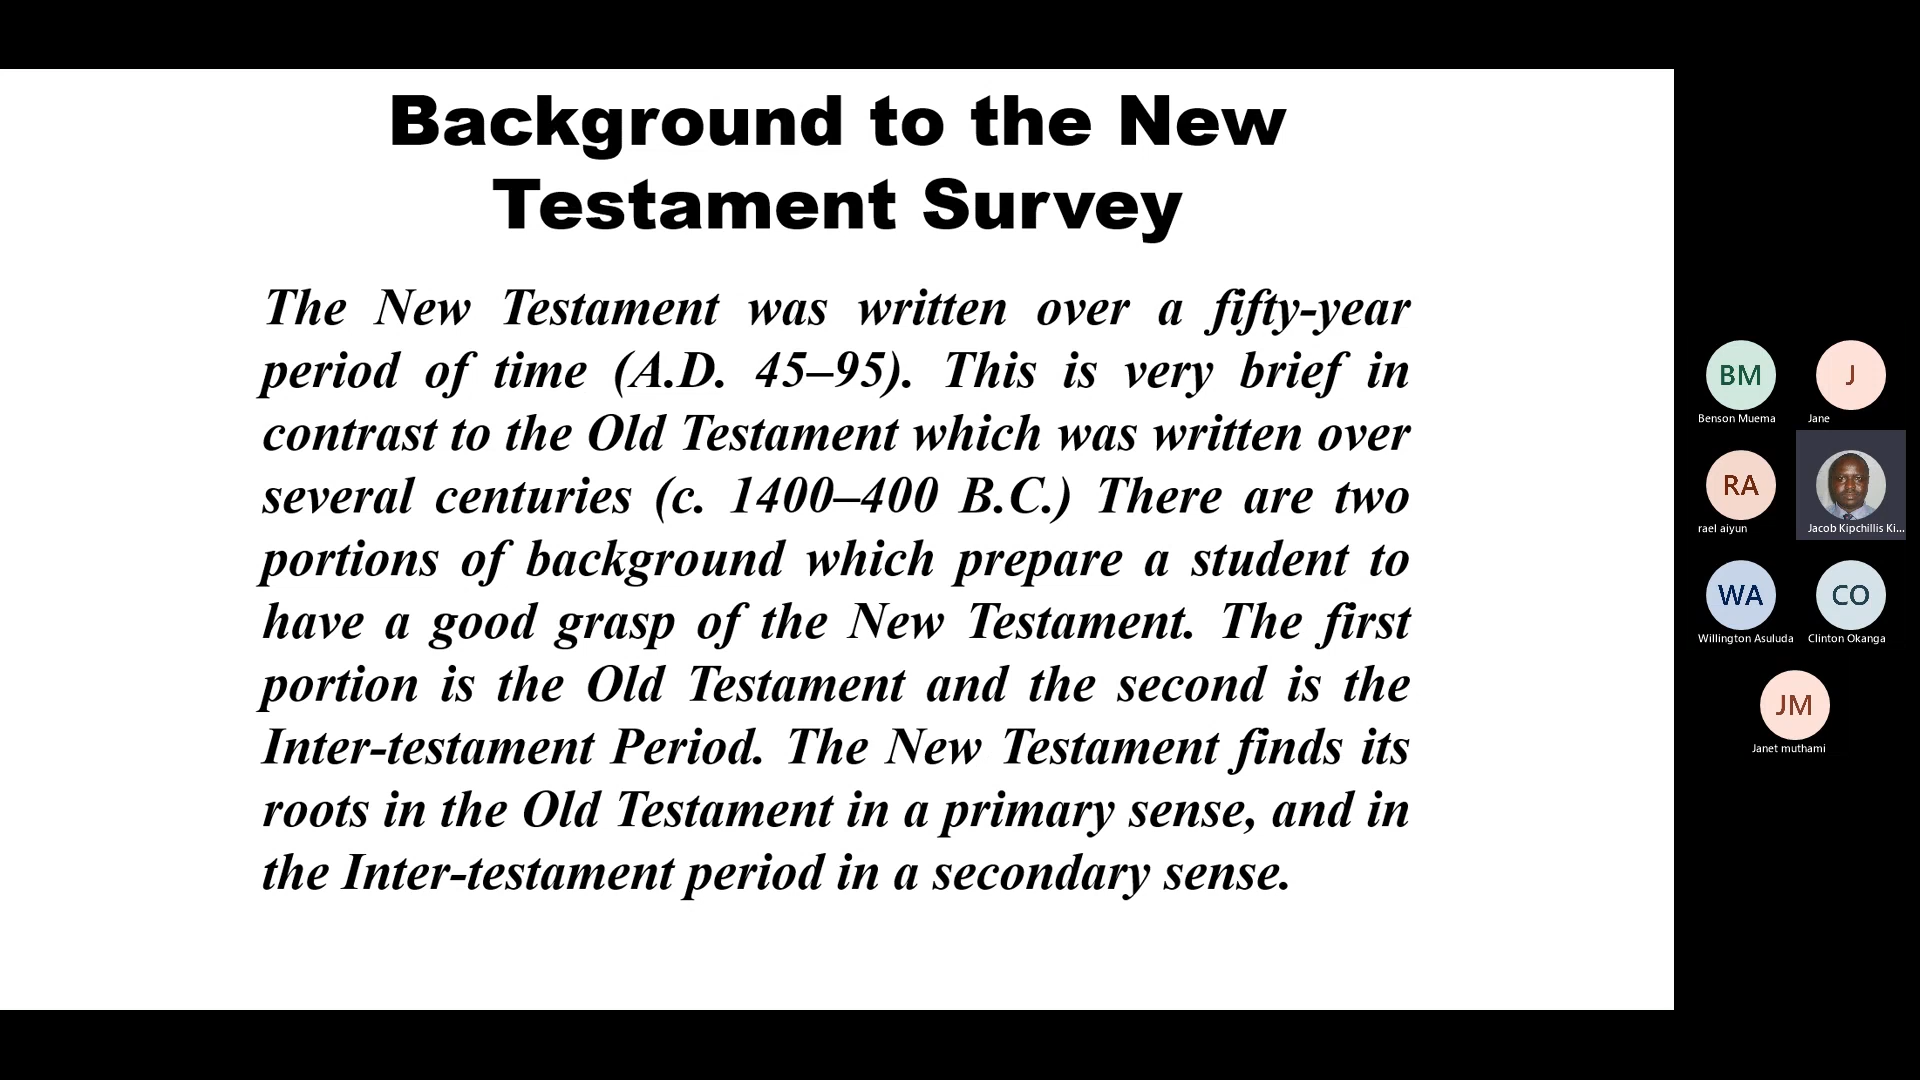 Background to the New
Testament Survey
The New Testament was written over a fifty-year
period of time (A.D. 45–95). This is very brief in
contrast to the Old Testament which was written over
several centuries (c. 1400–400 B.C.) There are two
portions of background which prepare a student to
have a good grasp of the New Testament. The first
portion is the Old Testament and the second is the
Inter-testament Period. The New Testament finds its
roots in the Old Testament in a primary sense, and in
the Inter-testament period in a secondary sense.
BM
Benson Muema
J
Jane
RA
rael aiyun
Jacob Kipchillis Ki...
WA
Willington Asuluda
CO
Clinton Okanga
JM
Janet muthami